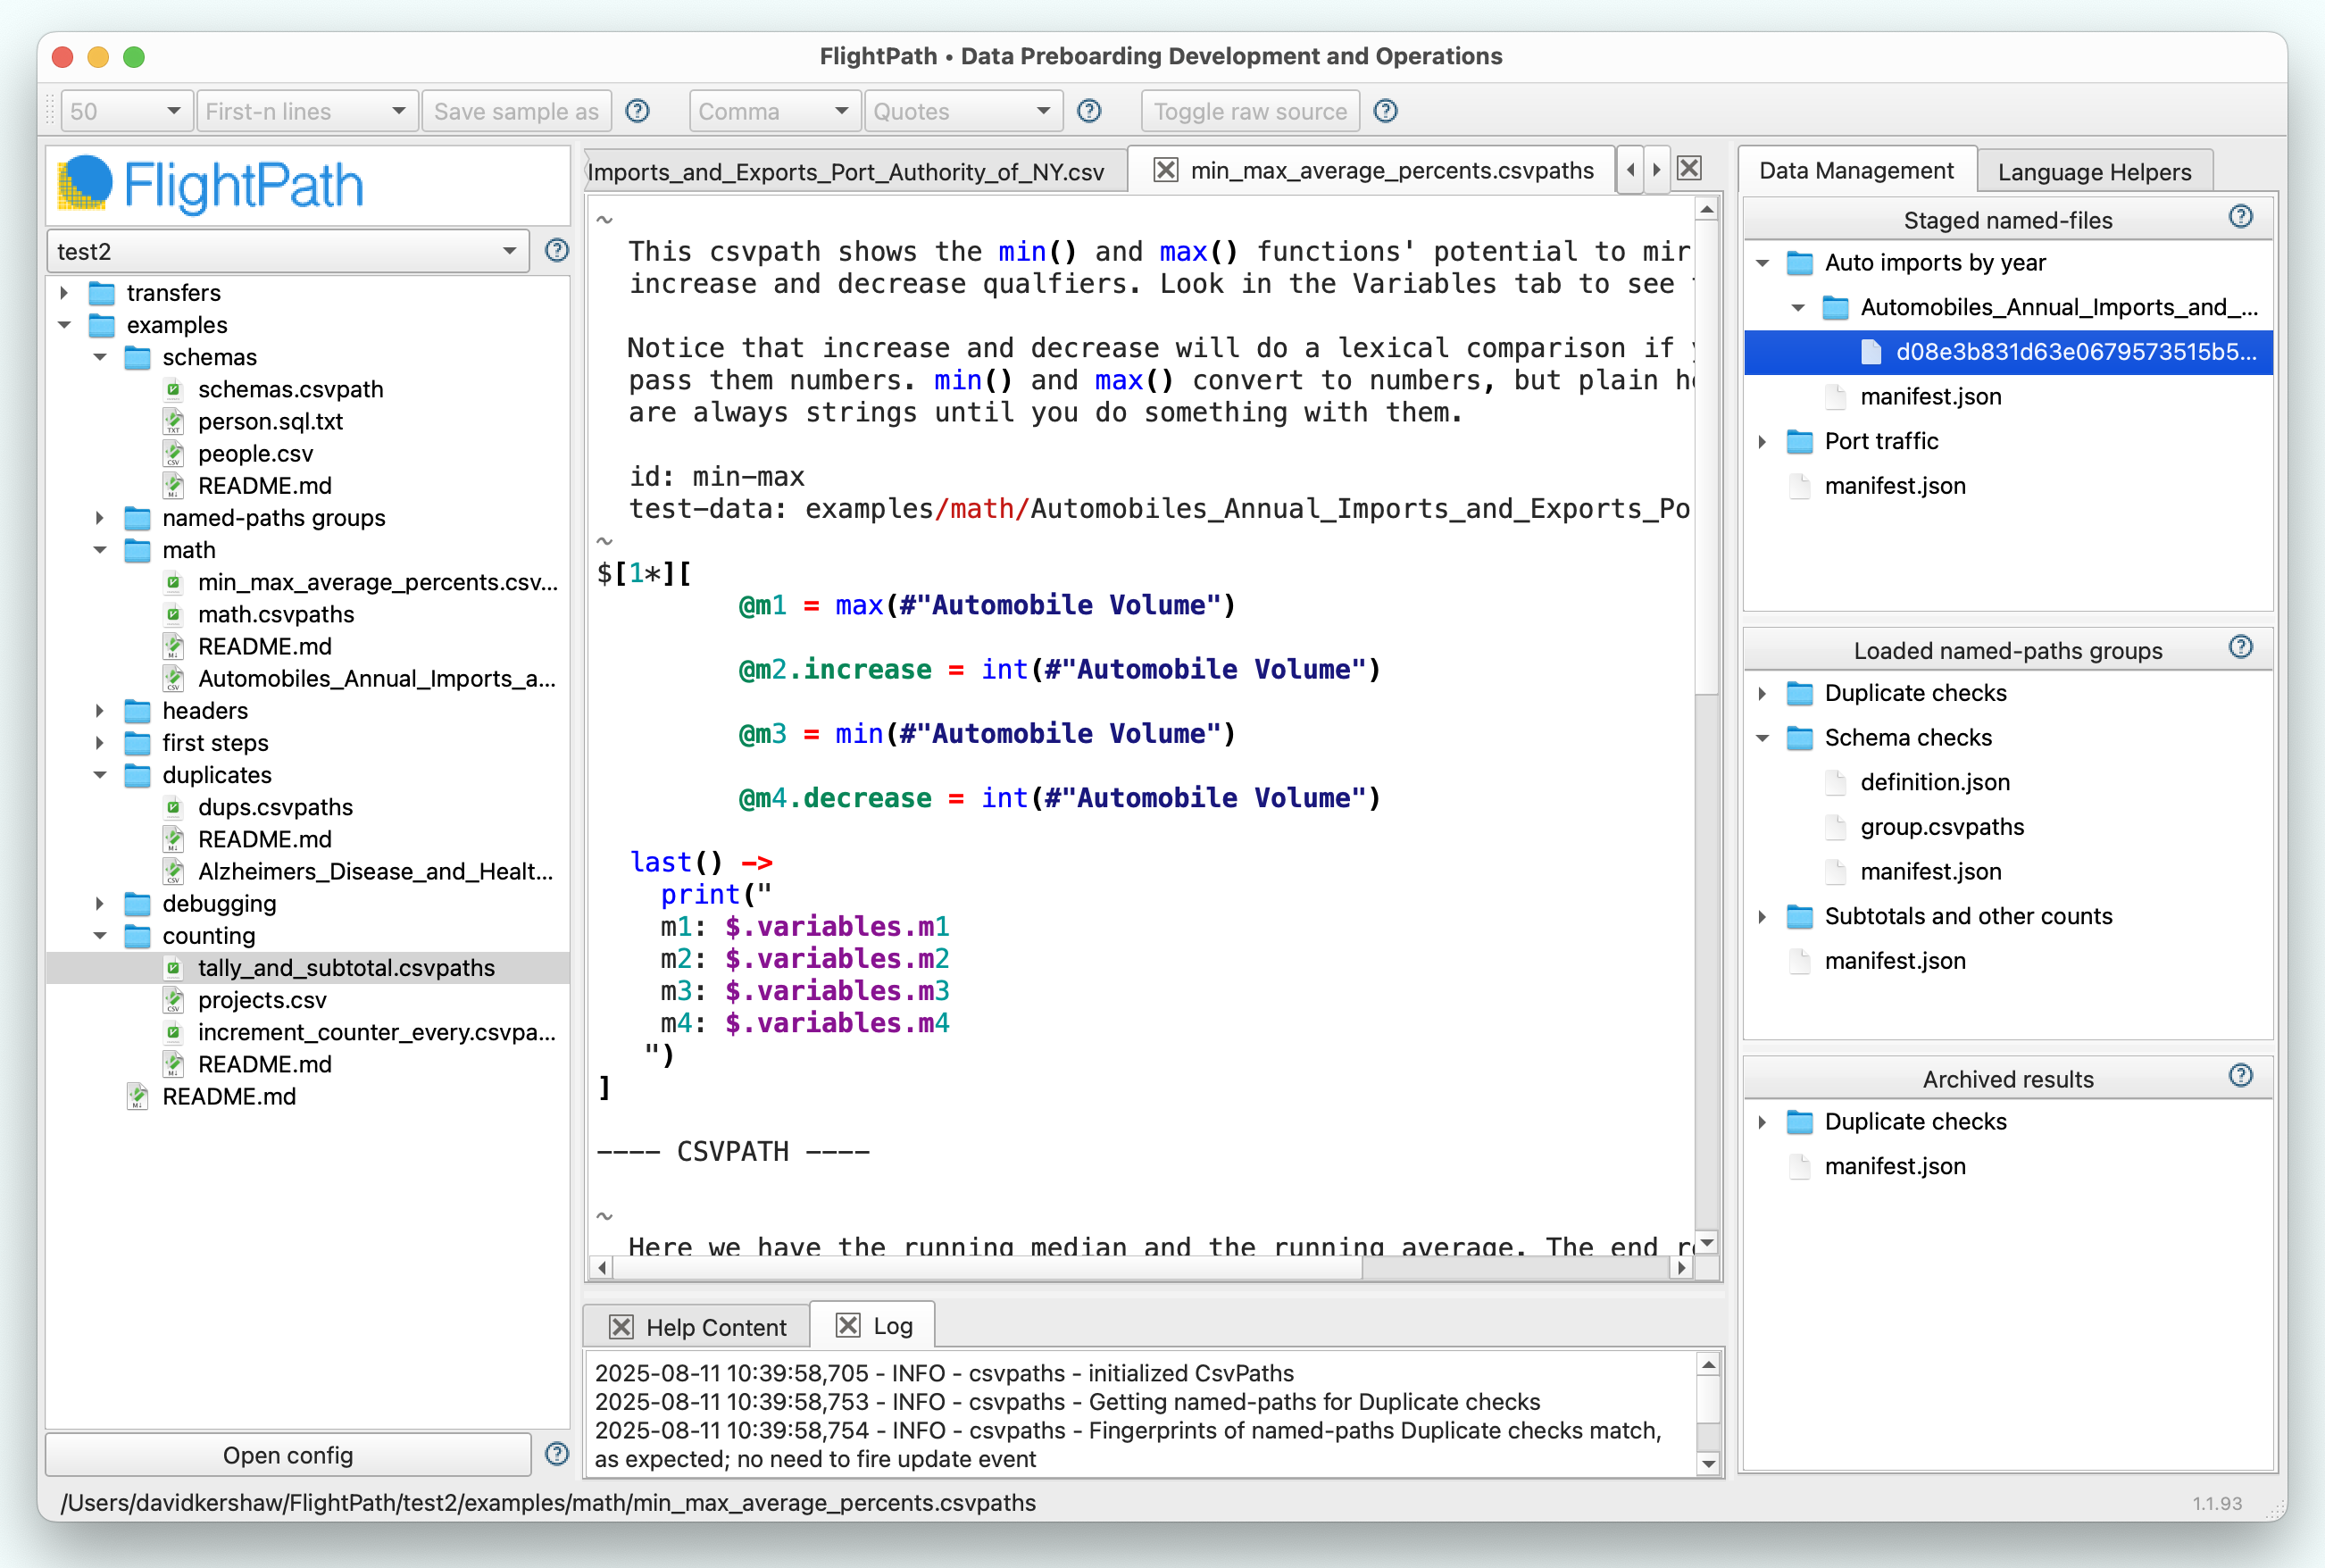 FlightPath • Data Preboarding Development and Operations
50
First-n lines
Save sample as
?
Comma
Quotes
?
Toggle raw source
?
FlightPath
test2
?
transfers
examples
schemas
schemas.csvpath
person.sql.txt
people.csv
README.md
named-paths groups
math
min_max_average_percents.csv...
math.csvpaths
README.md
Automobiles_Annual_Imports_a...
headers
first steps
duplicates
dups.csvpaths
README.md
Alzheimers_Disease_and_Healt...
debugging
counting
tally_and_subtotal.csvpaths
projects.csv
increment_counter_every.csvpa...
README.md
README.md
Open config
?
Imports_and_Exports_Port_Authority_of_NY.csv
min_max_average_percents.csvpaths
~
This csvpath shows the min() and max() functions' potential to mir
increase and decrease qualfiers. Look in the Variables tab to see
Notice that increase and decrease will do a lexical comparison if
pass them numbers. min() and max() convert to numbers, but plain
are always strings until you do something with them.
id: min-max
test-data: examples/math/Automobiles_Annual_Imports_and_Exports_Po
~
$[1*][
@m1 = max(#"Automobile Volume")
@m2.increase = int(#"Automobile Volume")
@m3 = min(#"Automobile Volume")
@m4.decrease = int(#"Automobile Volume")
last() ->
print("
m1: $.variables.m1
m2: $.variables.m2
m3: $.variables.m3
m4: $.variables.m4
")
]
---- CSVPATH ----
~
Here we have the running median and the running average. The end
Help Content
Log
2025-08-11 10:39:58,705 - INFO - csvpaths - initialized CsvPaths
2025-08-11 10:39:58,753 - INFO - csvpaths - Getting named-paths for Duplicate checks
2025-08-11 10:39:58,754 - INFO - csvpaths - Fingerprints of named-paths Duplicate checks match,
as expected; no need to fire update event
Data Management
Language Helpers
Staged named-files
?
Auto imports by year
Automobiles_Annual_Imports_and_...
d08e3b831d63e0679573515b5...
manifest.json
Port traffic
manifest.json
Loaded named-paths groups
?
Duplicate checks
Schema checks
definition.json
group.csvpaths
manifest.json
Subtotals and other counts
manifest.json
Archived results
?
Duplicate checks
manifest.json
/Users/davidkershaw/FlightPath/test2/examples/math/min_max_average_percents.csvpaths
1.1.93